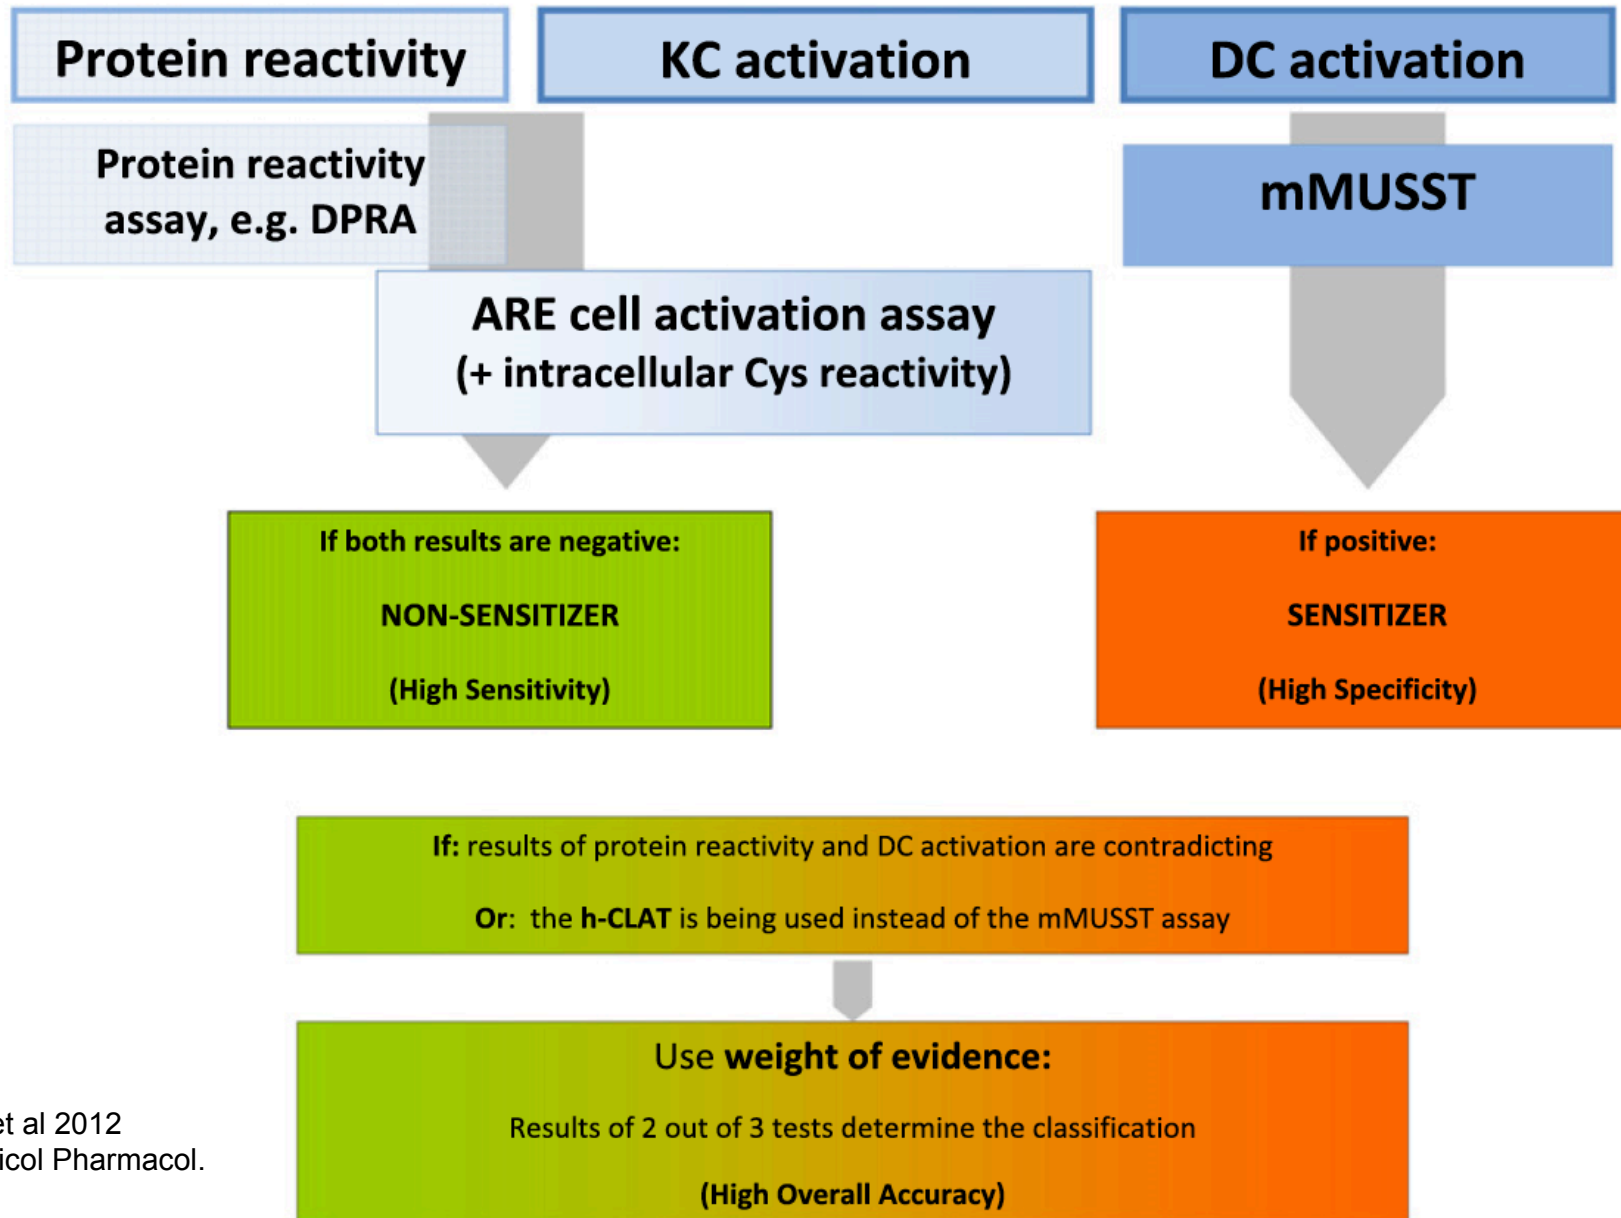 Protein reactivity
KC activation
DC activation
Protein reactivity
assay, e.g. DPRA
mMUSST
ARE cell activation assay
(+ intracellular Cys reactivity)
If both results are negative:
NON-SENSITIZER
(High Sensitivity)
If positive:
SENSITIZER
(High Specificity)
If: results of protein reactivity and DC activation are contradicting
Or: the h-CLAT is being used instead of the mMUSST assay
Use weight of evidence:
Results of 2 out of 3 tests determine the classification
(High Overall Accuracy)
et al 2012
icol Pharmacol.